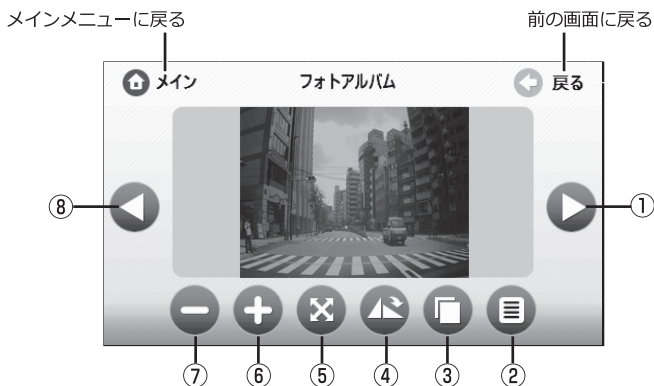 メインメニューに戻る
前の画面に戻る
メイン
フォトアルバム
戻る
⑧
①
⑦
⑥
⑤
④
③
②